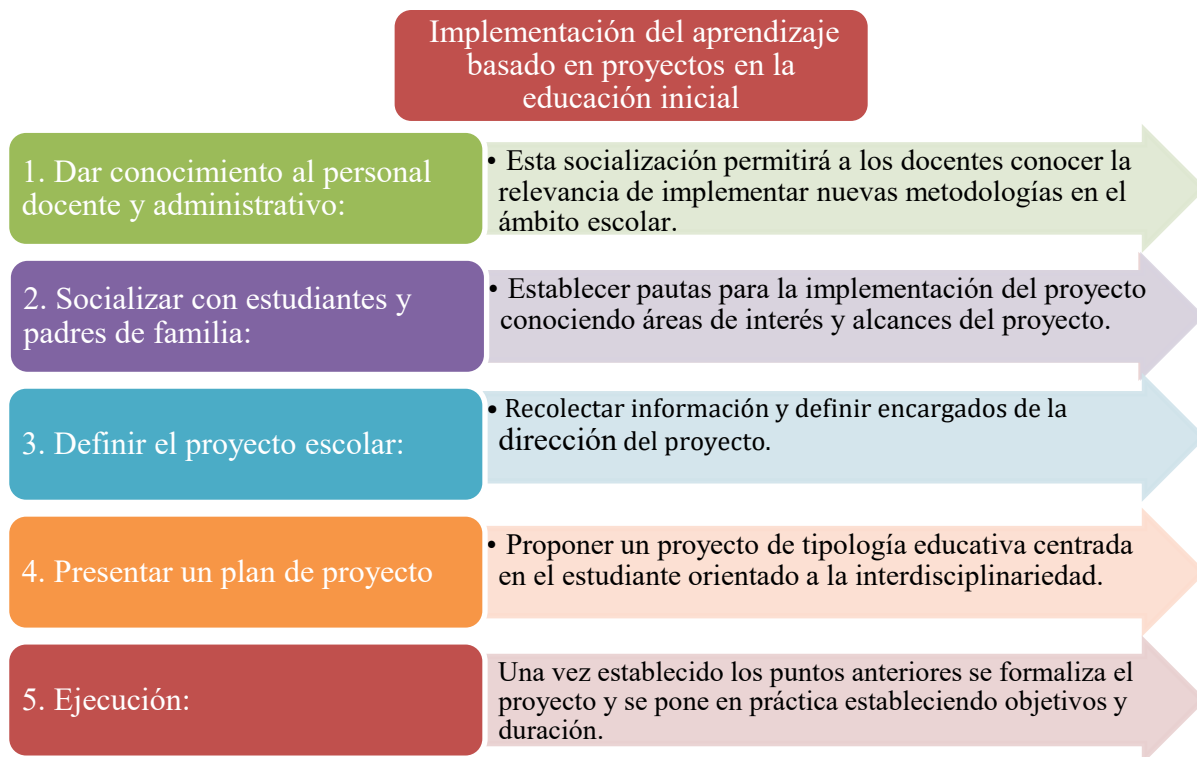 Implementación del aprendizaje
basado en proyectos en la
educación inicial
1. Dar conocimiento al personal
docente y administrativo:
• Esta socialización permitirá a los docentes conocer la
relevancia de implementar nuevas metodologías en el
ámbito escolar.
2. Socializar con estudiantes y
padres de familia:
• Establecer pautas para la implementación del proyecto
conociendo áreas de interés y alcances del proyecto.
3. Definir el proyecto escolar:
• Recolectar información y definir encargados de la
dirección del proyecto.
4. Presentar un plan de proyecto
• Proponer un proyecto de tipología educativa centrada
en el estudiante orientado a la interdisciplinariedad.
5. Ejecución:
Una vez establecido los puntos anteriores se formaliza el
proyecto y se pone en práctica estableciendo objetivos y
duración.